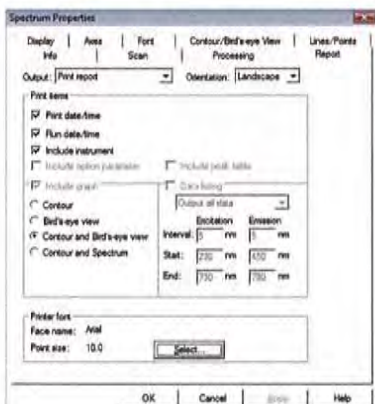 Spectrum Properties
Display Axes Font Contour/Bird's-eye View Lines/Points
Info Scan Processing Report
Output: Print report Orientation: Landscape
Print items
Print date/time
Run date/time
Include instrument
Include option parameter Include peak table
Include graph Data listing
Contour Output all data
Bird's-eye view Excitation Emission
Contour and Bird's-eye view Interval: 5 nm 5 nm
Contour and Spectrum Start: nm nm
End: nm nm
Printer font
Face name: Arial
Point size: 10.0 Select...
OK Cancel Apply Help